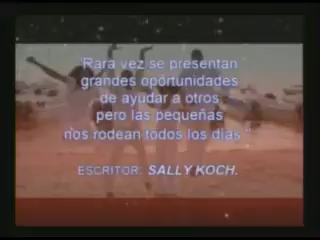 "Rara vez se presentan
grandes oportunidades
de ayudar a otros
pero las pequeñas
nos rodean todos los días."
ESCRITOR: SALLY KOCH.